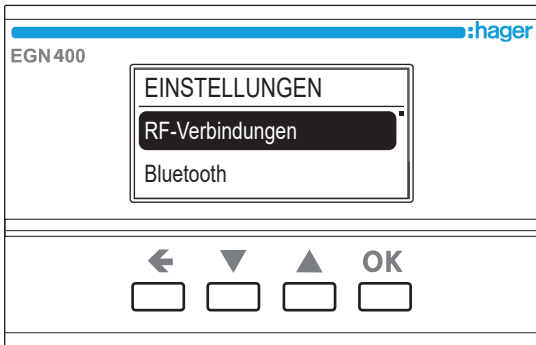 :hager
EGN400
EINSTELLUNGEN
RF-Verbindungen
Bluetooth
OK